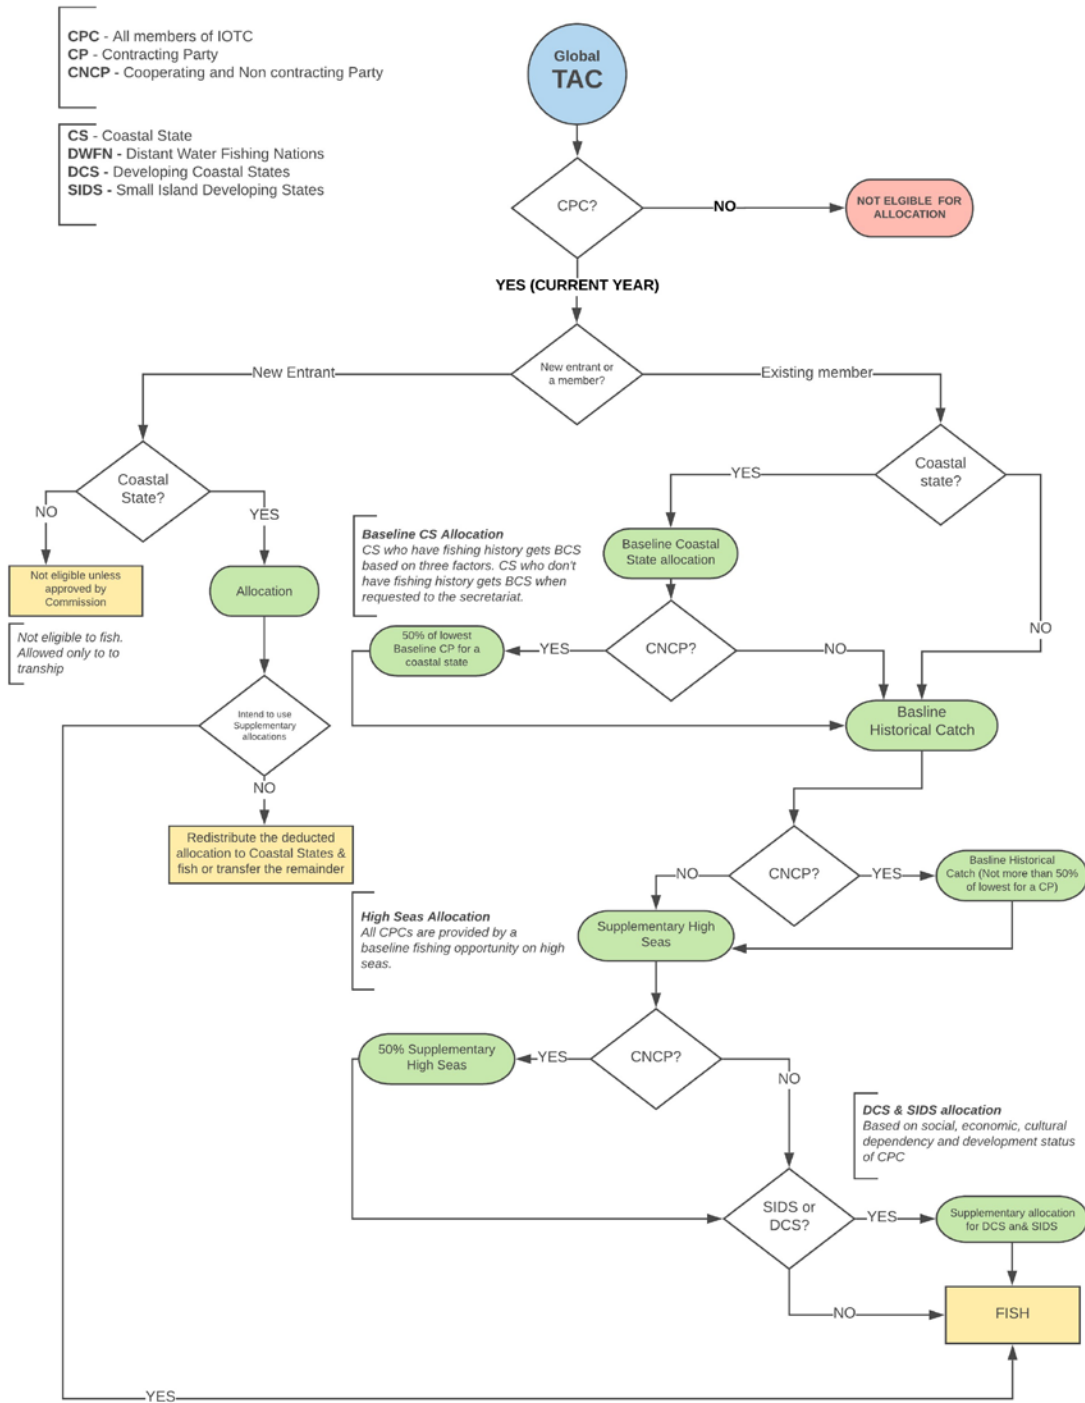 CPC - All members of IOTC
CP - Contracting Party
CNCP - Cooperating and Non contracting Party
CS - Coastal State
DWFN - Distant Water Fishing Nations
DCS - Developing Coastal States
SIDS - Small Island Developing States
Global
TAC
CPC?
NO
NOT ELGIBLE FOR
ALLOCATION
YES (CURRENT YEAR)
New entrant or
a member?
New Entrant
Existing member
Coastal
State?
NO
YES
Not eligible unless
approved by
Commission
Not eligible to fish.
Allowed only to to
tranship
Allocation
Intend to use
Supplementary
allocations
NO
Redistribute the deducted
allocation to Coastal States &
fish or transfer the remainder
YES
Coastal
state?
YES
NO
Baseline CS Allocation
CS who have fishing history gets BCS
based on three factors. CS who don't
have fishing history gets BCS when
requested to the secretariat.
Baseline Coastal
State allocation
CNCP?
YES
NO
50% of lowest
Baseline CP for a
coastal state
Basline
Historical Catch
CNCP?
NO
YES
Basline Historical
Catch (Not more than 50%
of lowest for a CP)
High Seas Allocation
All CPCs are provided by a
baseline fishing opportunity on high
seas.
Supplementary High
Seas
CNCP?
YES
NO
50% Supplementary
High Seas
DCS & SIDS allocation
Based on social, economic, cultural
dependency and development status
of CPC
SIDS or
DCS?
YES
NO
Supplementary allocation
for DCS an& SIDS
FISH